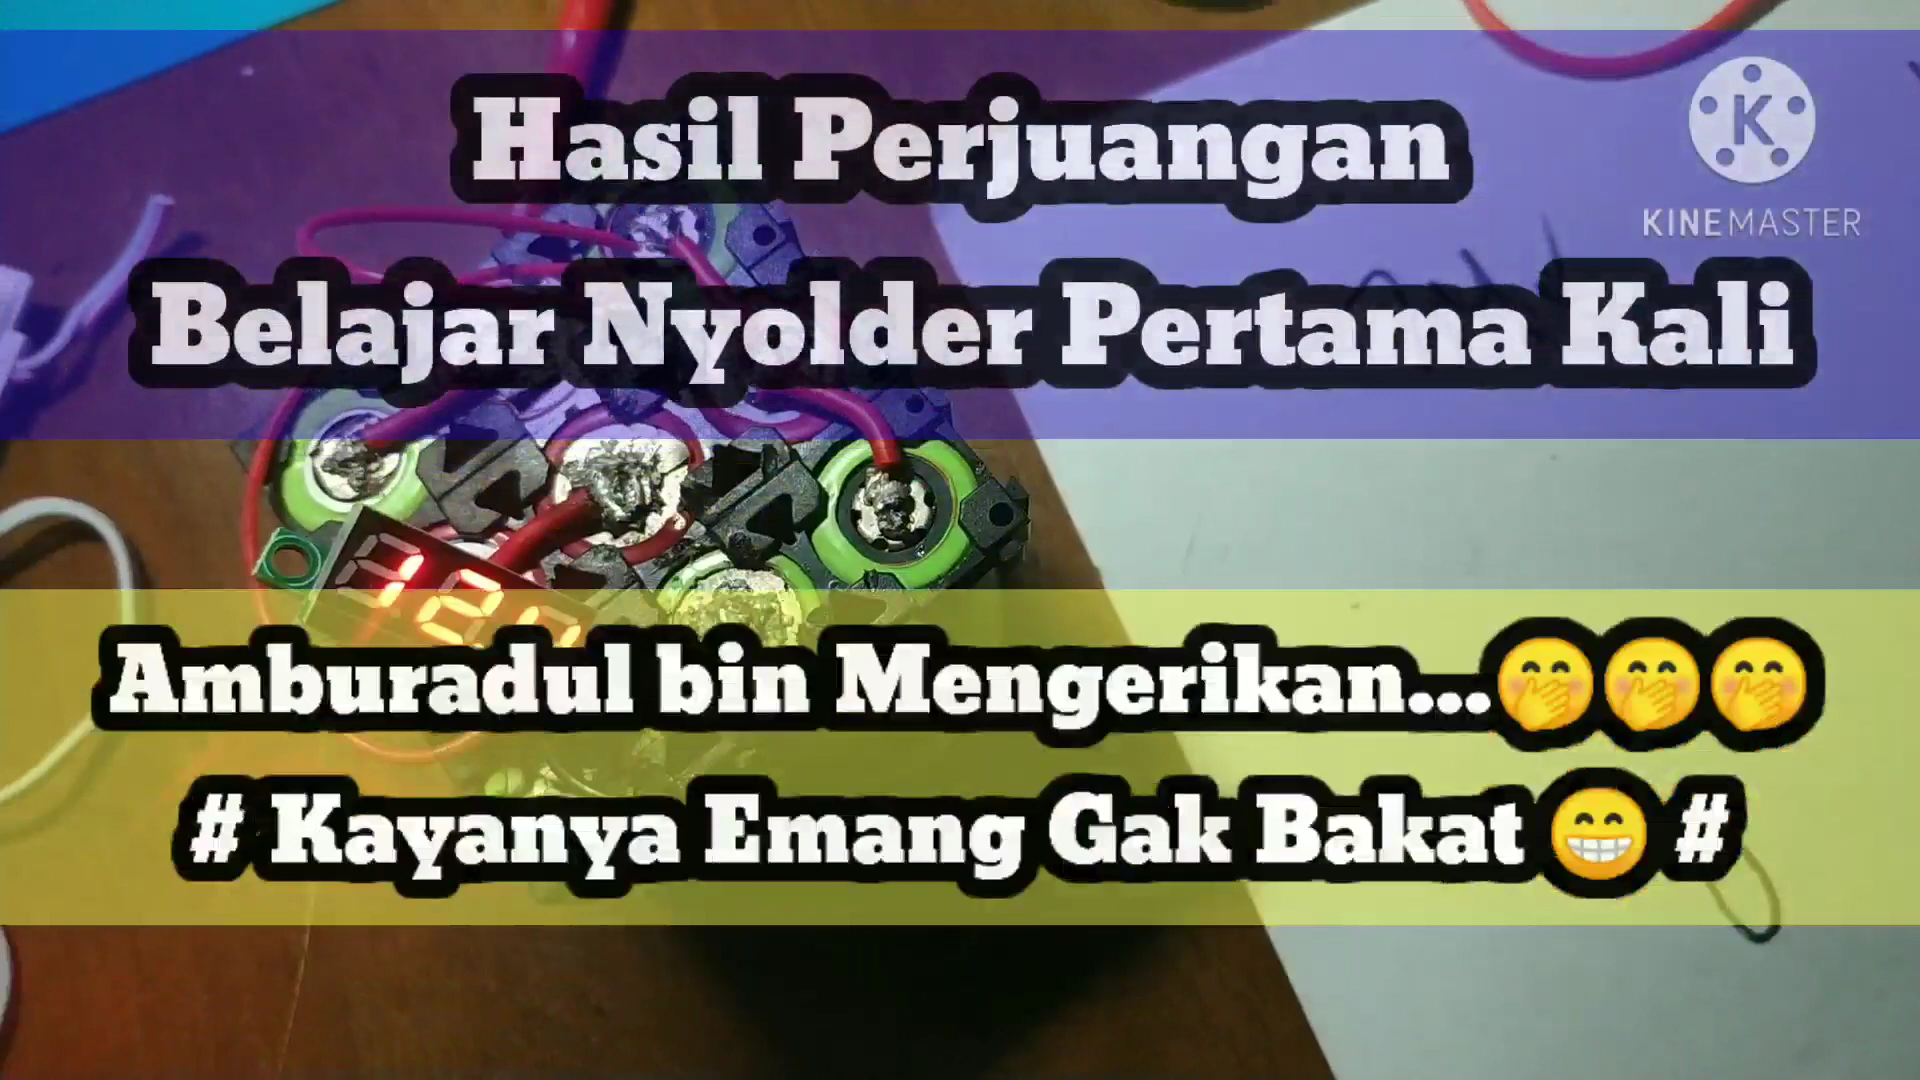 Hasil Perjuangan
KINEMASTER
Belajar Nyolder Pertama Kali
Amburadul bin Mengerikan...🤭🤭🤭
# Kayanya Emang Gak Bakat 😁 #